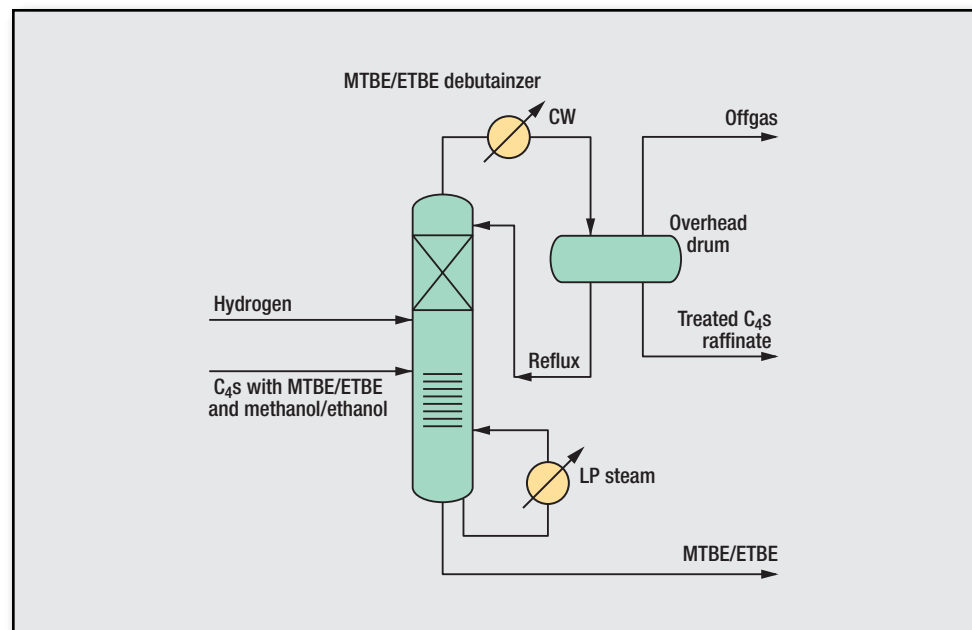 MTBE/ETBE debutainzer
CW
Offgas
Overhead
drum
Hydrogen
Treated C₄s
raffinate
Reflux
C₄s with MTBE/ETBE
and methanol/ethanol
LP steam
MTBE/ETBE